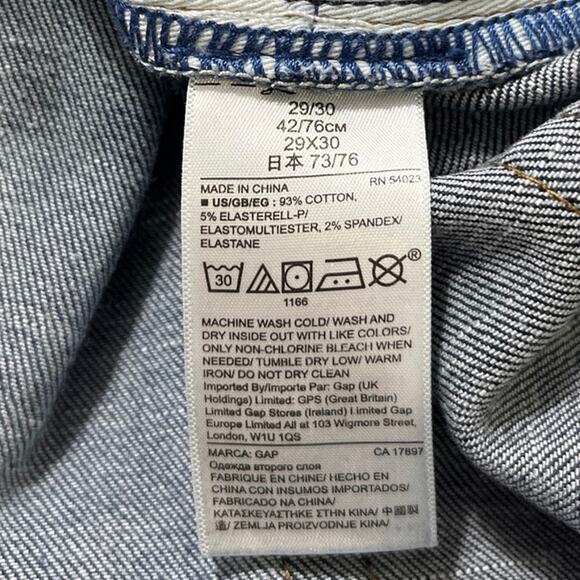 29/30
42/76CM
29X30
日本 73/76
MADE IN CHINA RN 54023
■ US/GB/EG : 93% COTTON,
5% ELASTERELL-P/
ELASTOMULTIESTER, 2% SPANDEX/
ELASTANE
30 ®
1166
MACHINE WASH COLD/ WASH AND
DRY INSIDE OUT WITH LIKE COLORS/
ONLY NON-CHLORINE BLEACH WHEN
NEEDED/ TUMBLE DRY LOW/ WARM
IRON/ DO NOT DRY CLEAN
Imported By/Importe Par: Gap (UK
Holdings) Limited: GPS (Great Britain)
Limited Gap Stores (Ireland) Limited Gap
Europe Limited All at 103 Wigmore Street,
London, W1U 1QS
MARCA: GAP CA 17897
Одежда второго слоя
FABRIQUE EN CHINE/ HECHO EN
CHINA CON INSUMOS IMPORTADOS/
FABRICADO NA CHINA/
ΚΑΤΑΣΚΕΥΑΣΤΗΚΕ ΣΤΗΝ ΚΙΝΑ/ 中國製
造/ ZEMLJA PROIZVODNJE KINA/